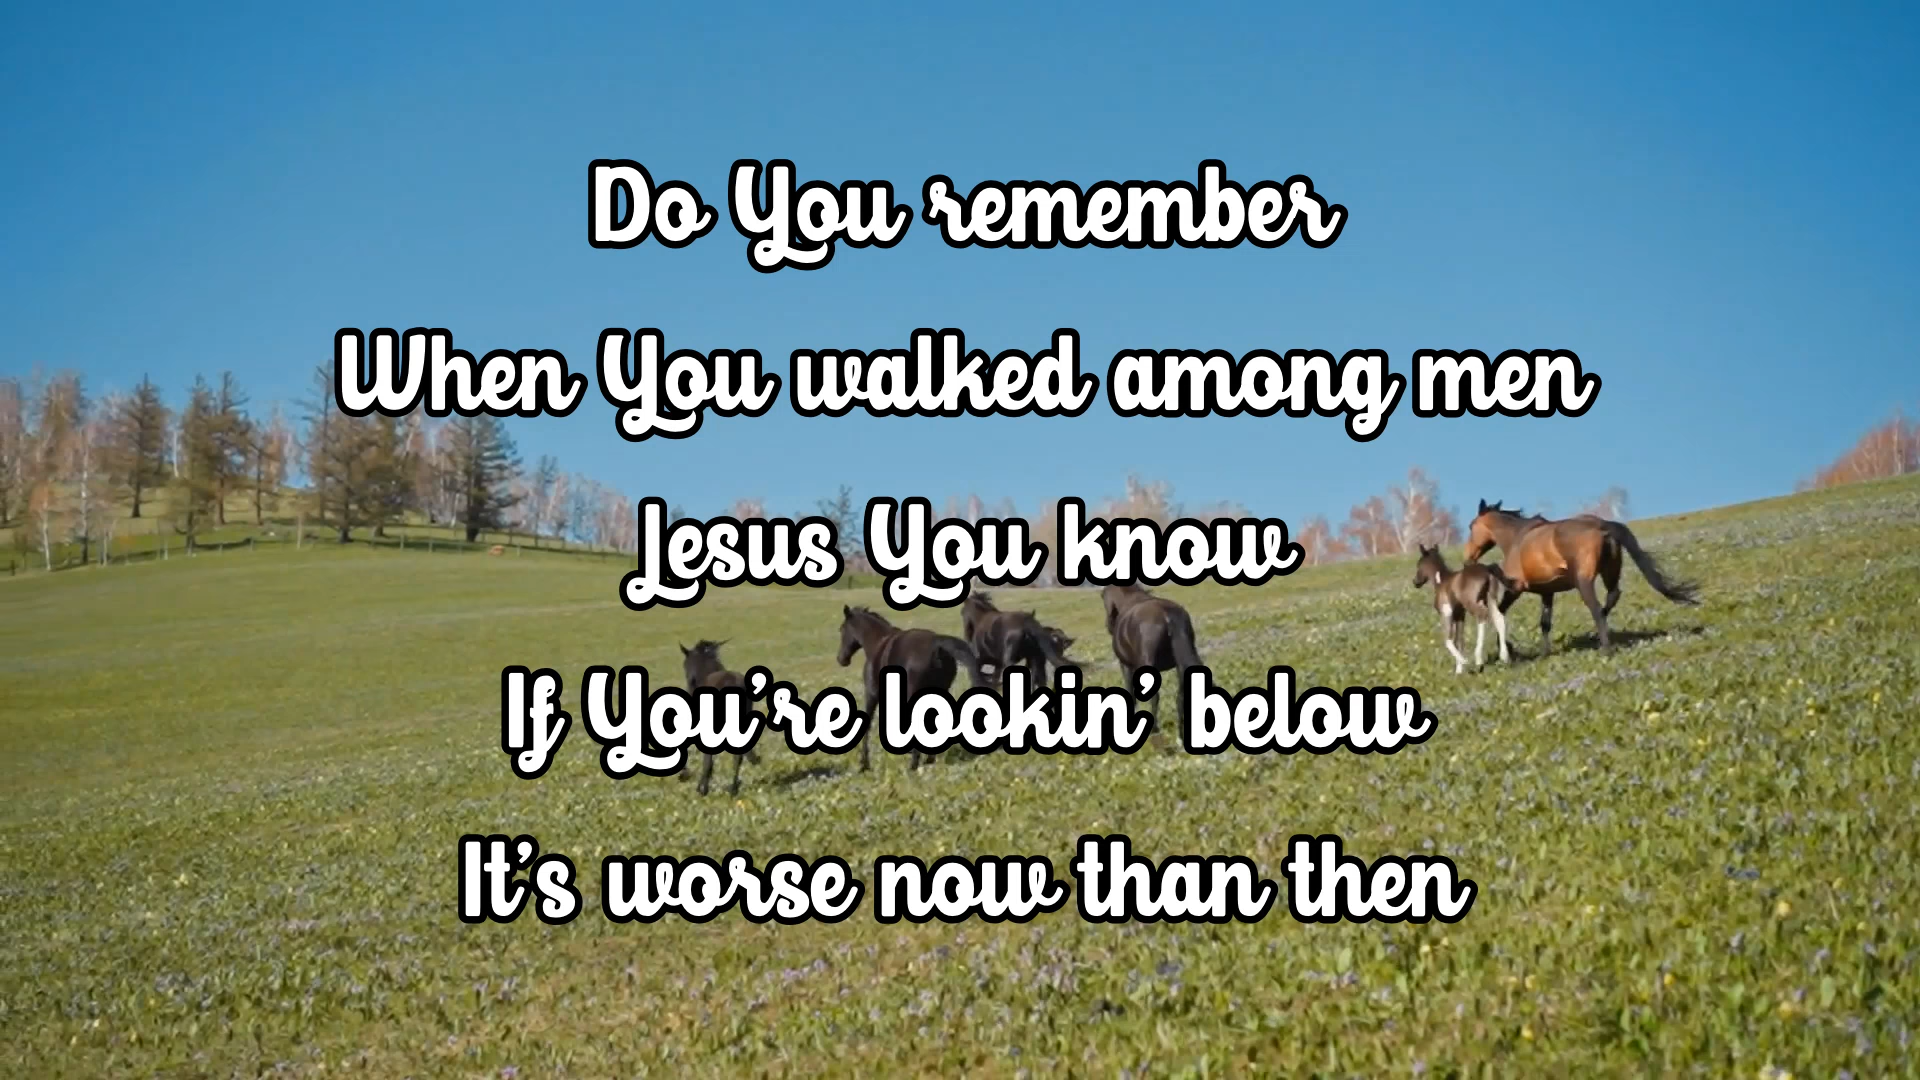 Do You remember
When You walked among men
Jesus You know
If You're lookin' below
It's worse now than then